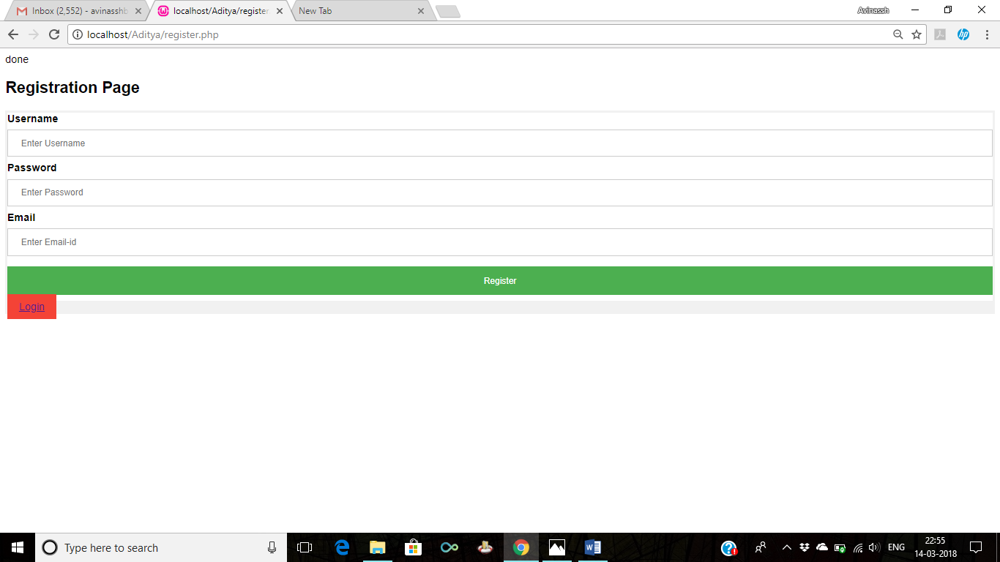 Inbox (2,552) - avinasshb
localhost/Aditya/register
New Tab
Avinassh
localhost/Aditya/register.php
hp
done
Registration Page
Username
Enter Username
Password
Enter Password
Email
Enter Email-id
Register
Login
Type here to search
ENG
22:55
14-03-2018